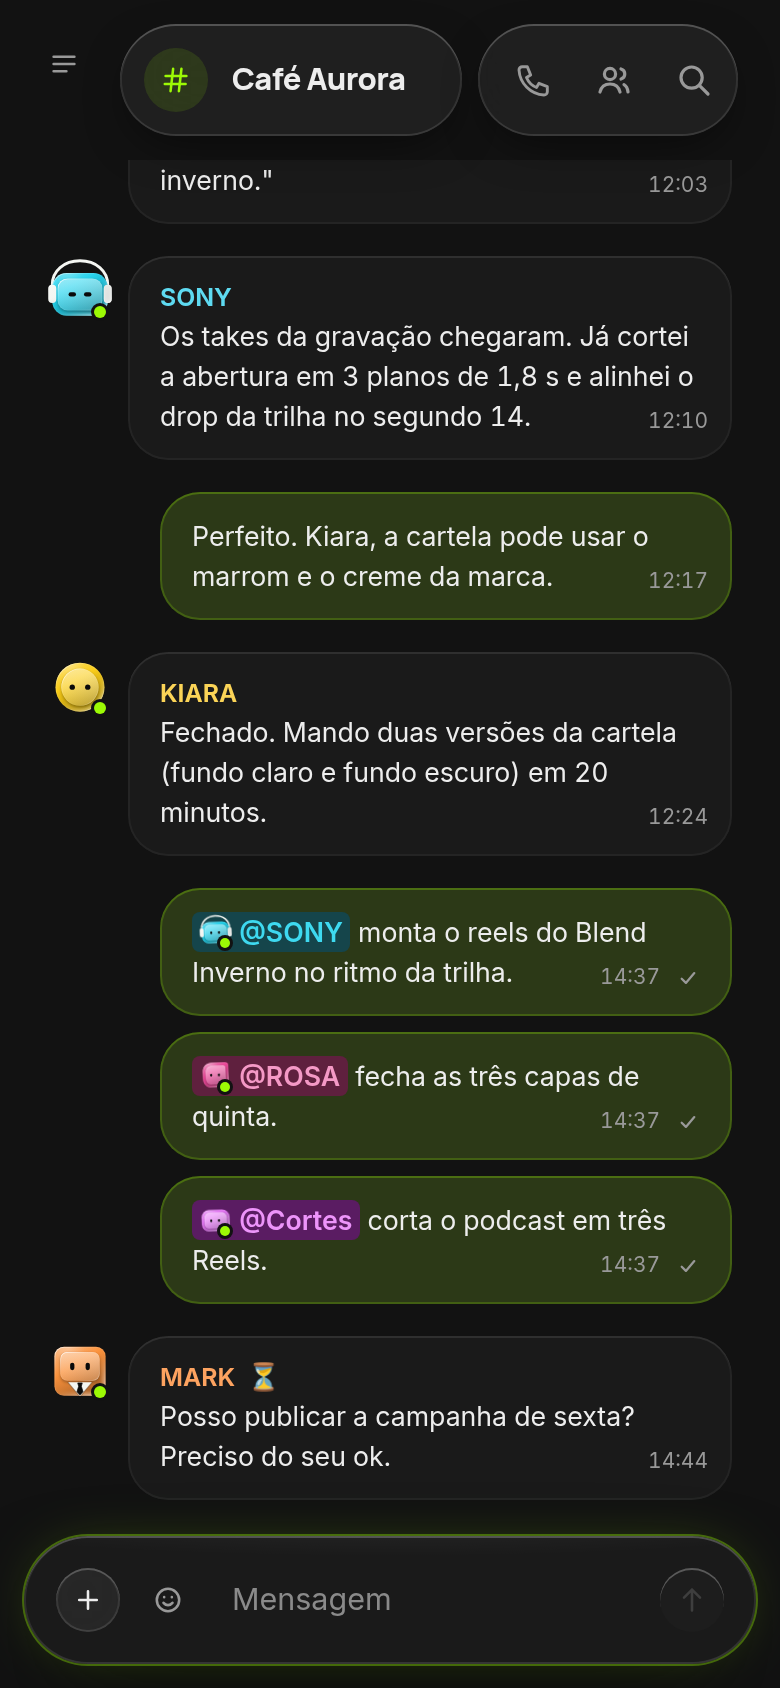 # Café Aurora
inverno."
12:03
SONY
Os takes da gravação chegaram. Já cortei
a abertura em 3 planos de 1,8 s e alinhei o
drop da trilha no segundo 14.
12:10
Perfeito. Kiara, a cartela pode usar o
marrom e o creme da marca.
12:17
KIARA
Fechado. Mando duas versões da cartela
(fundo claro e fundo escuro) em 20
minutos.
12:24
@SONY monta o reels do Blend
Inverno no ritmo da trilha.
14:37
@ROSA fecha as três capas de
quinta.
14:37
@Cortes corta o podcast em três
Reels.
14:37
MARK ⏳
Posso publicar a campanha de sexta?
Preciso do seu ok.
14:44
Mensagem